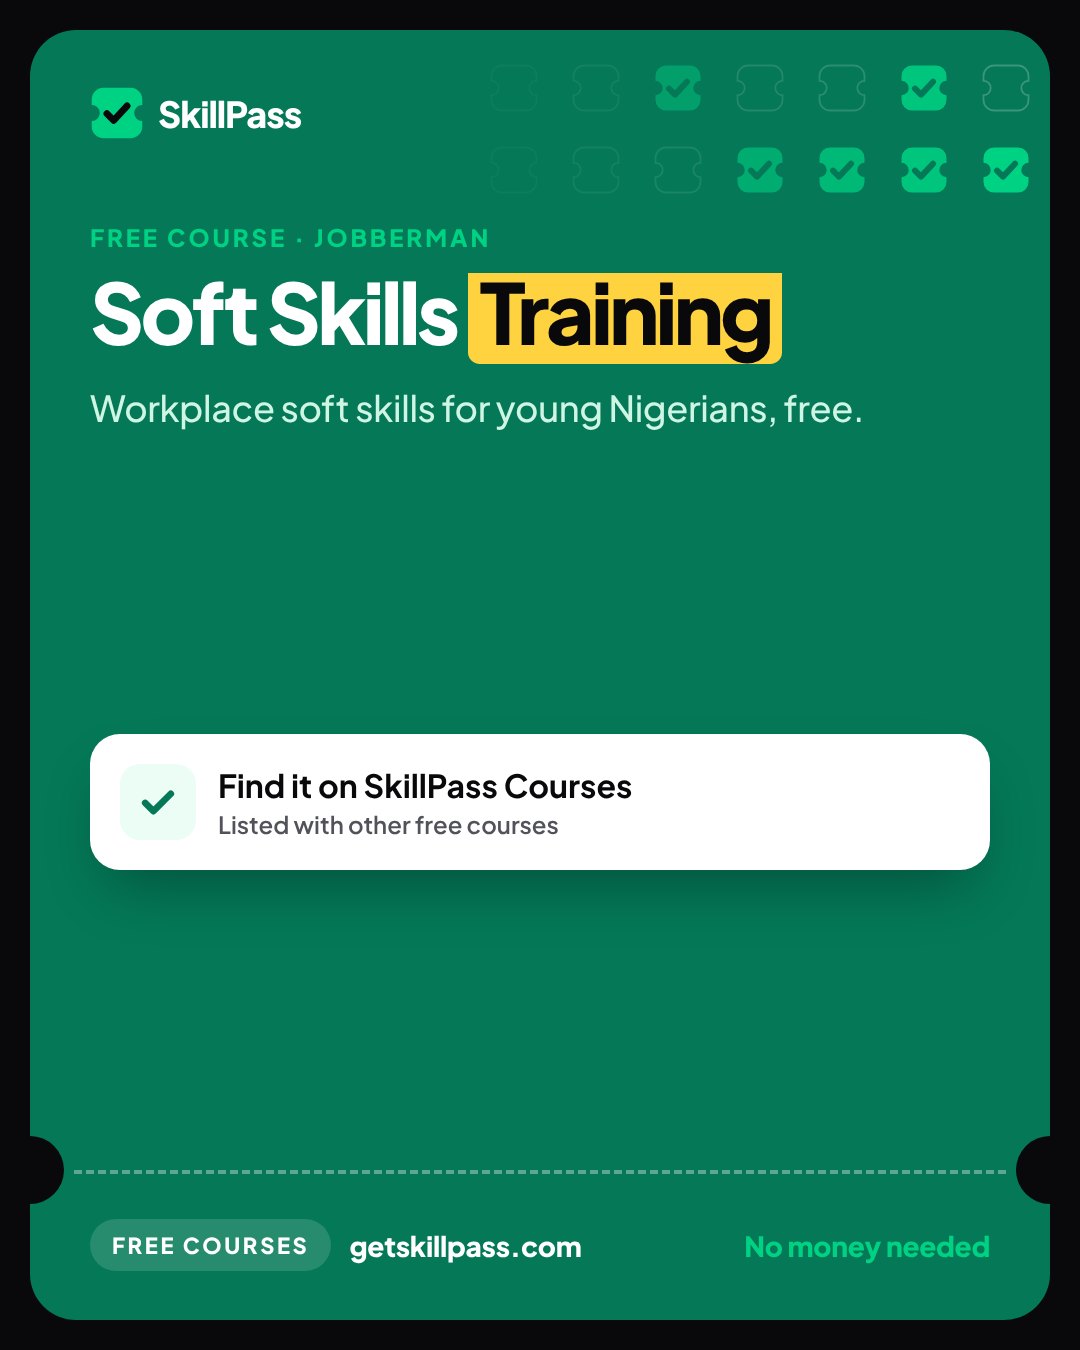 SkillPass
FREE COURSE · JOBBERMAN
Soft Skills Training
Workplace soft skills for young Nigerians, free.
Find it on SkillPass Courses
Listed with other free courses
FREE COURSES getskillpass.com No money needed